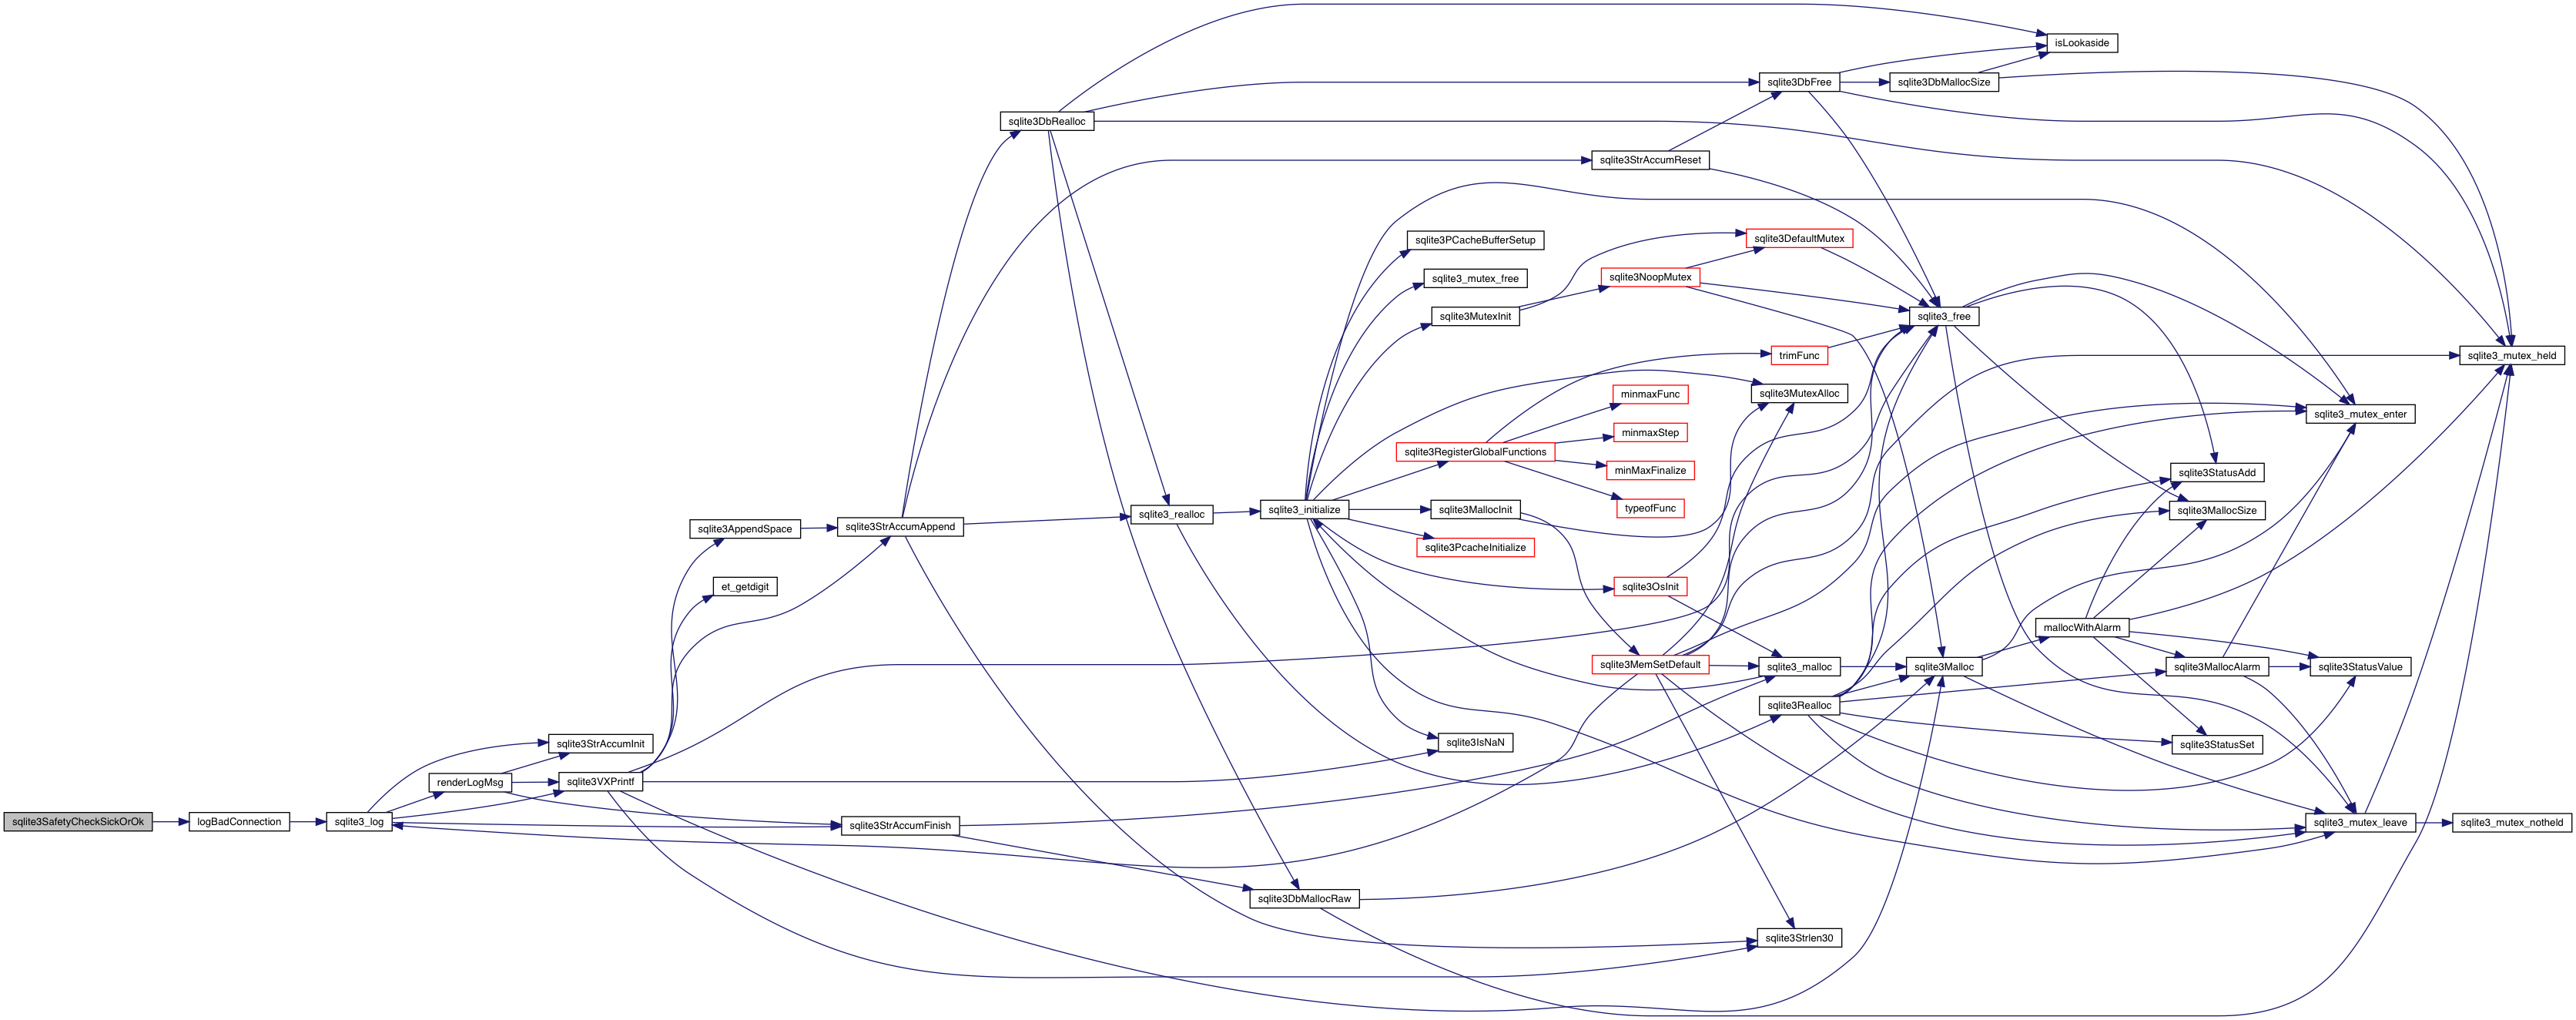 isLookaside
sqlite3DbFree
sqlite3DbMallocSize
sqlite3DbRealloc
sqlite3StrAccumReset
sqlite3PCacheBufferSetup
sqlite3DefaultMutex
sqlite3_mutex_free
sqlite3NoopMutex
sqlite3MutexInit
sqlite3_free
trimFunc
sqlite3_mutex_held
minmaxFunc
sqlite3MutexAlloc
sqlite3_mutex_enter
minmaxStep
sqlite3RegisterGlobalFunctions
minMaxFinalize
sqlite3StatusAdd
typeofFunc
sqlite3_initialize
sqlite3MallocInit
sqlite3MallocSize
sqlite3_realloc
sqlite3AppendSpace
sqlite3StrAccumAppend
sqlite3PcacheInitialize
et_getdigit
sqlite3OsInit
mallocWithAlarm
sqlite3MemSetDefault
sqlite3_malloc
sqlite3Malloc
sqlite3MallocAlarm
sqlite3StatusValue
sqlite3Realloc
sqlite3StrAccumInit
sqlite3IsNaN
sqlite3StatusSet
renderLogMsg
sqlite3VXPrintf
sqlite3SafetyCheckSickOrOk
logBadConnection
sqlite3_log
sqlite3StrAccumFinish
sqlite3_mutex_leave
sqlite3_mutex_notheld
sqlite3DbMallocRaw
sqlite3Strlen30